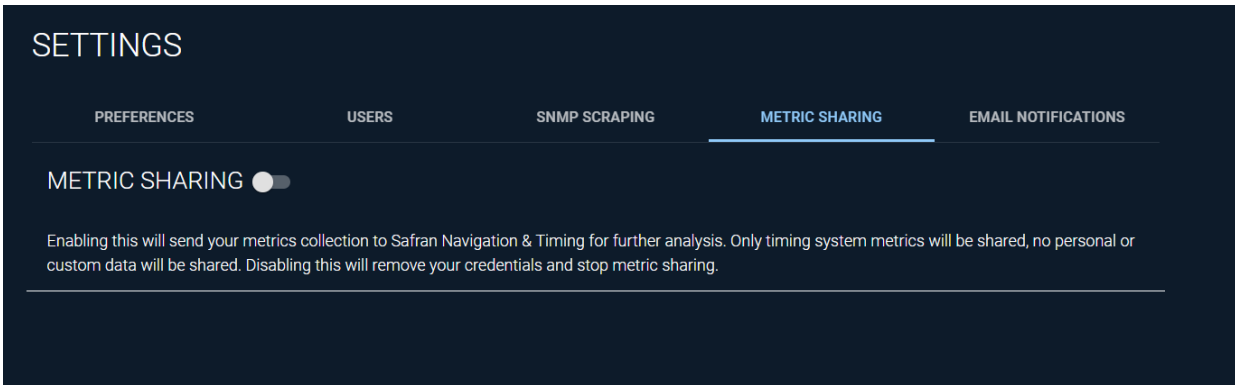 SETTINGS
PREFERENCES USERS SNMP SCRAPING METRIC SHARING EMAIL NOTIFICATIONS
METRIC SHARING
Enabling this will send your metrics collection to Safran Navigation & Timing for further analysis. Only timing system metrics will be shared, no personal or
custom data will be shared. Disabling this will remove your credentials and stop metric sharing.